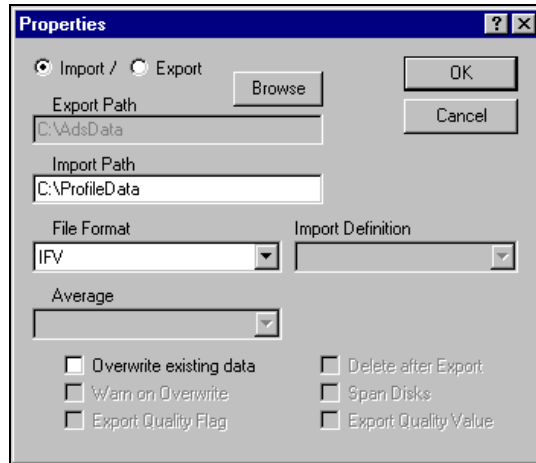 Properties
Import / Export
Browse
OK
Export Path
C:\AdsData
Cancel
Import Path
C:\ProfileData
File Format Import Definition
IFV
Average
Overwrite existing data Delete after Export
Warn on Overwrite Span Disks
Export Quality Flag Export Quality Value